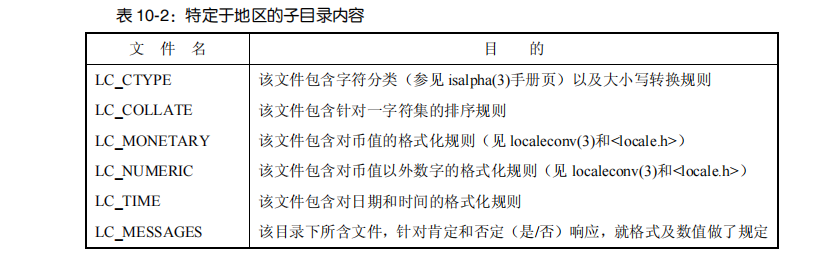 表 10-2：特定于地区的子目录内容
文 件 名 目 的
LC_CTYPE 该文件包含字符分类（参见 isalpha(3)手册页）以及大小写转换规则
LC_COLLATE 该文件包含针对一字符集的排序规则
LC_MONETARY 该文件包含对币值的格式化规则（见 localeconv(3)和<locale.h>）
LC_NUMERIC 该文件包含对币值以外数字的格式化规则（见 localeconv(3)和<locale.h>）
LC_TIME 该文件包含对日期和时间的格式化规则
LC_MESSAGES 该目录下所含文件，针对肯定和否定（是/否）响应，就格式及数值做了规定